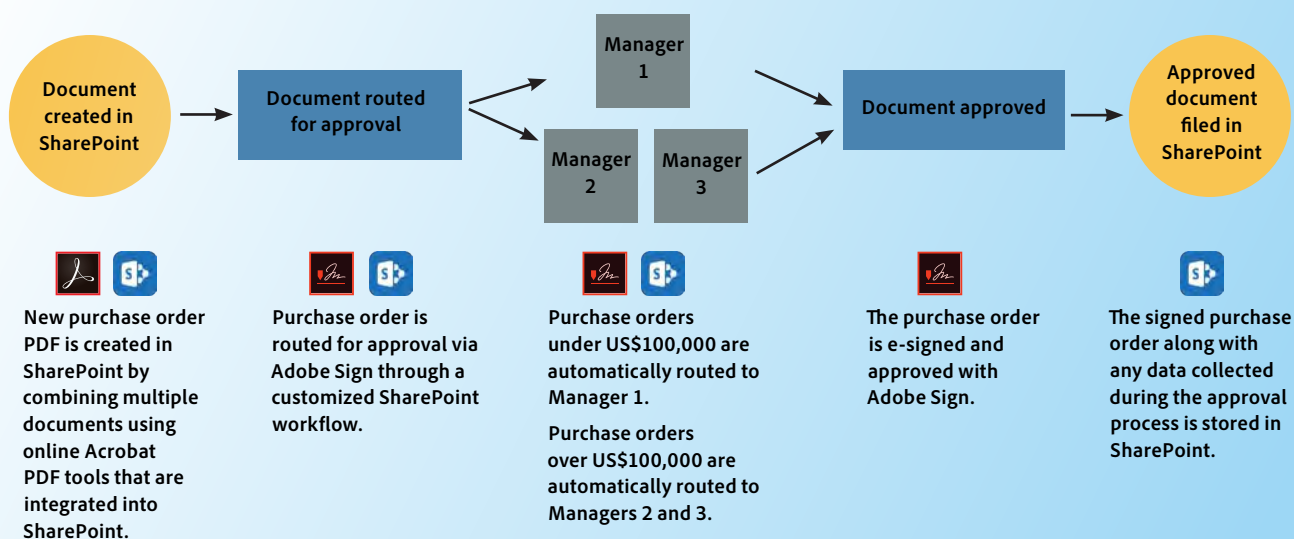 Document
created in
SharePoint
Document routed
for approval
Manager
1
Manager
2
Manager
3
Document approved
Approved
document
filed in
SharePoint
New purchase order
PDF is created in
SharePoint by
combining multiple
documents using
online Acrobat
PDF tools that are
integrated into
SharePoint.
Purchase order is
routed for approval via
Adobe Sign through a
customized SharePoint
workflow.
Purchase orders
under US$100,000 are
automatically routed to
Manager 1.
Purchase orders
over US$100,000 are
automatically routed to
Managers 2 and 3.
The purchase order
is e-signed and
approved with
Adobe Sign.
The signed purchase
order along with
any data collected
during the approval
process is stored in
SharePoint.